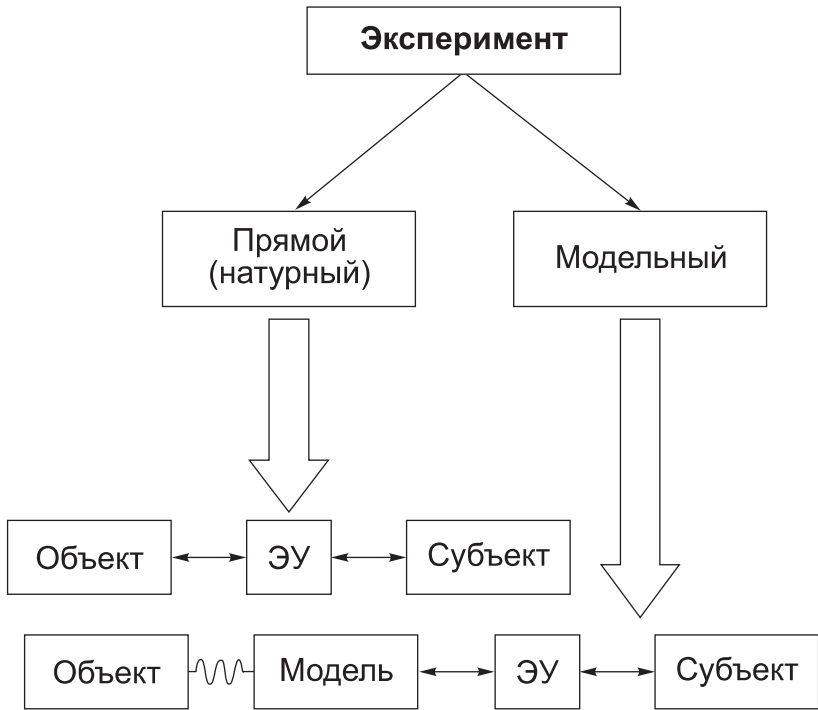 Эксперимент
Прямой
(натурный)
Модельный
Объект
ЭУ
Субъект
Объект
Модель
ЭУ
Субъект